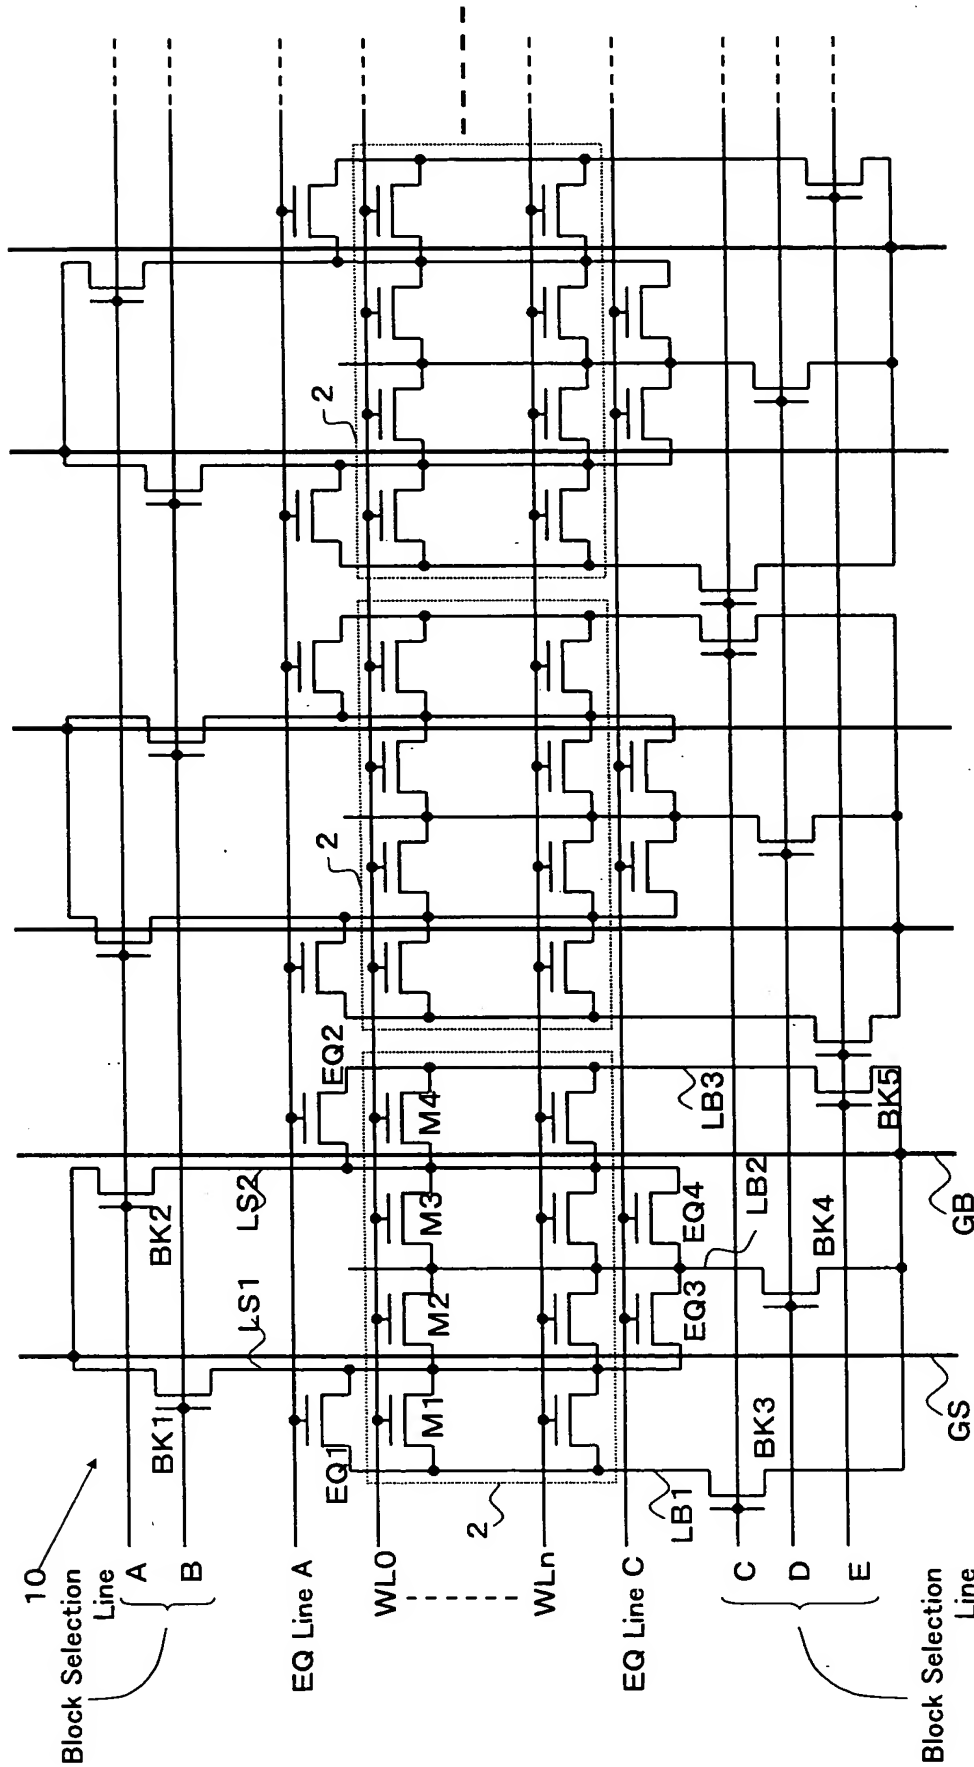 10
Block Selection
Line
A
B
BK1
BK2
LS1
LS2
EQ Line A
EQ1
EQ2
WL0
M1
M2
M3
M4
2
2
2
WLn
EQ Line C
EQ3
EQ4
LB1
LB2
LB3
C
D
E
BK3
BK4
BK5
Block Selection
Line
GS
GB